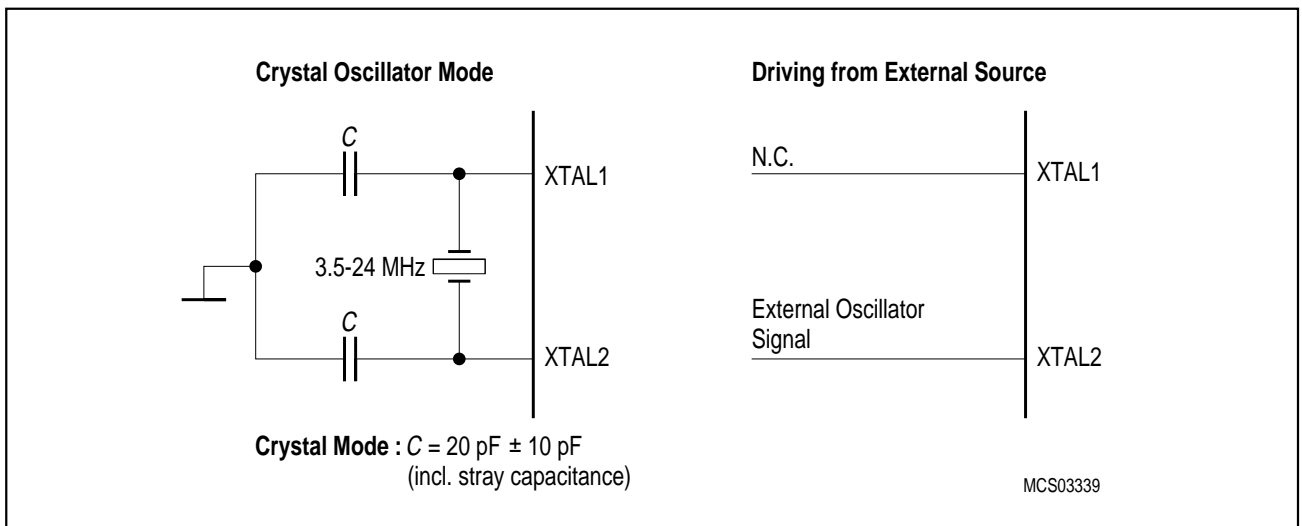 Crystal Oscillator Mode
C
XTAL1
3.5-24 MHz
C
XTAL2
Crystal Mode : C = 20 pF ± 10 pF
(incl. stray capacitance)
Driving from External Source
N.C.
XTAL1
External Oscillator
Signal
XTAL2
MCS03339